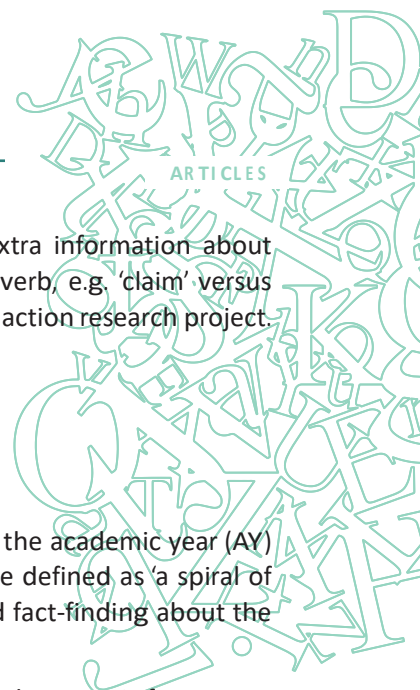 ARTICLES
xtra information about
verb, e.g. ‘claim’ versus
action research project.
the academic year (AY)
e defined as ‘a spiral of
d fact-finding about the